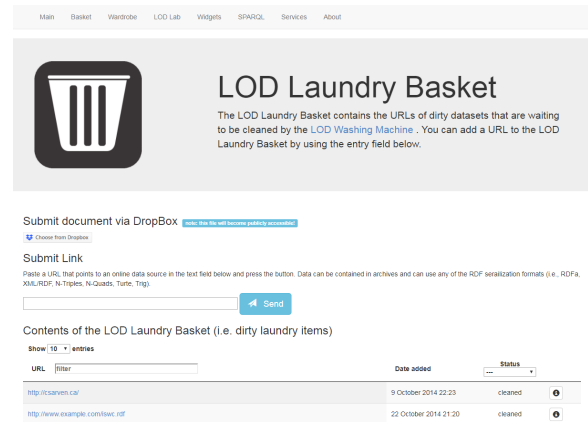 Main Basket Wardrobe LOD Lab Widgets SPARQL Services About
LOD Laundry Basket
The LOD Laundry Basket contains the URLs of dirty datasets that are waiting
to be cleaned by the LOD Washing Machine . You can add a URL to the LOD
Laundry Basket by using the entry field below.
Submit document via DropBox note: this file will become publicly accessible!
Choose from Dropbox
Submit Link
Paste a URL that points to an online data source in the text field below and press the button. Data can be contained in archives and can use any of the RDF serailization formats (i.e., RDFa,
XML/RDF, N-Triples, N-Quads, Turte, Trig).
Send
Contents of the LOD Laundry Basket (i.e. dirty laundry items)
Show 10 entries
URL filter Date added Status
---
http://csarven.ca/ 9 October 2014 22:23 cleaned
http://www.example.com/iswc.rdf 22 October 2014 21:20 cleaned